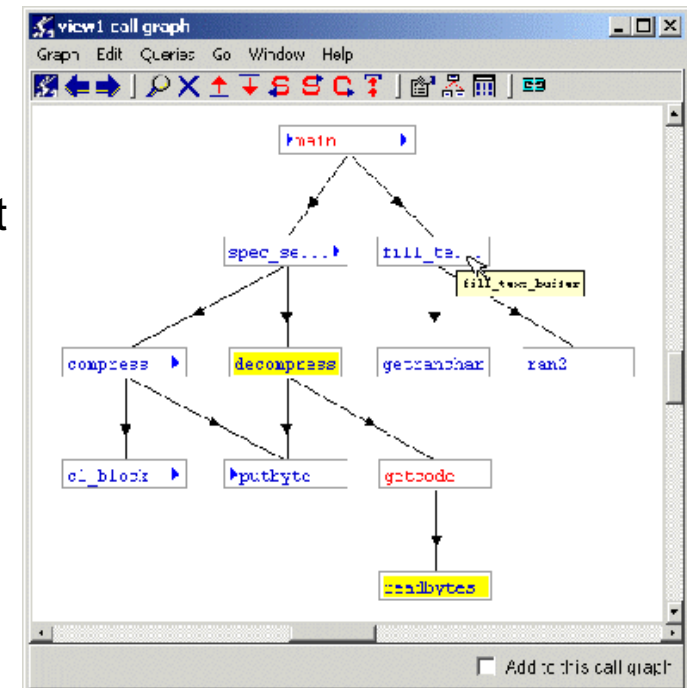 view1 call graph
Graph Edit Queries Go Window Help
main
t
spec_se... fill_te...
fill_text_buffer
compress decompress getranchar ran2
cl_block putbyte getcode
readbytes
Add to this call graph